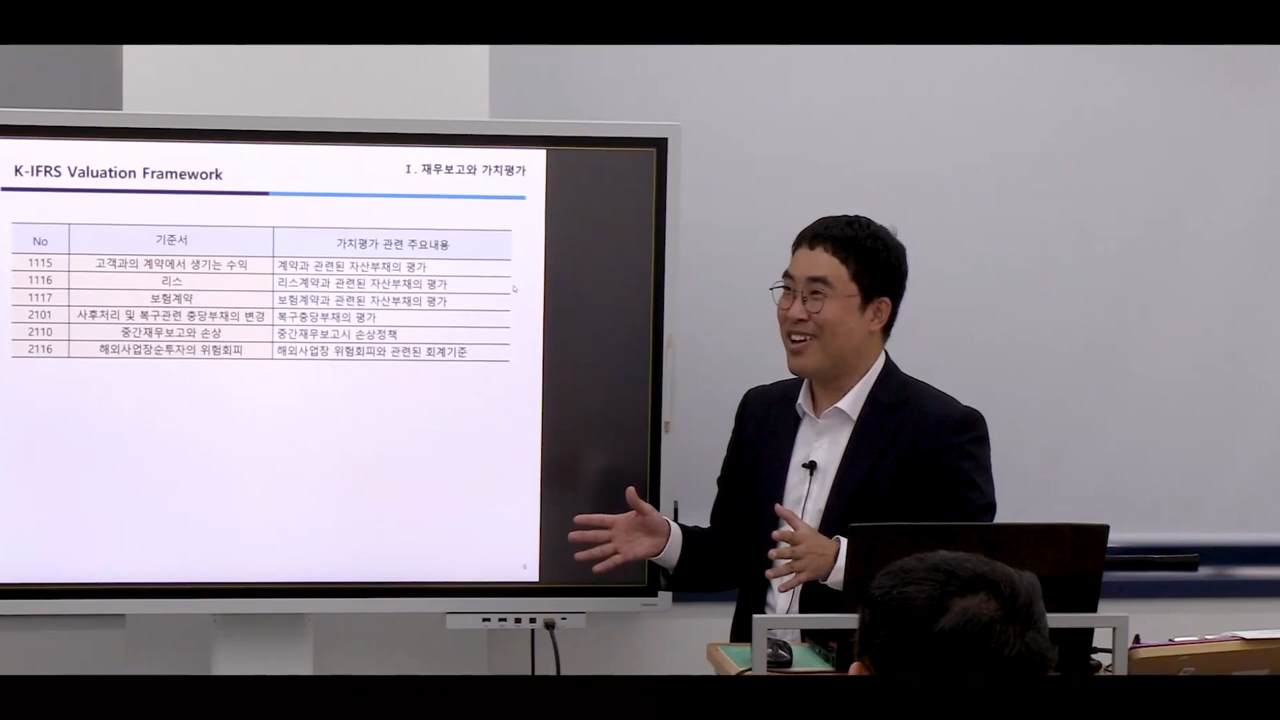 K-IFRS Valuation Framework
Ⅰ. 재무보고와 가치평가
No 기준서 가치평가 관련 주요내용
1115 고객과의 계약에서 생기는 수익 계약과 관련된 자산부채의 평가
1116 리스 리스계약과 관련된 자산부채의 평가
1117 보험계약 보험계약과 관련된 자산부채의 평가
2101 사후처리 및 복구관련 충당부채의 변경 복구충당부채의 평가
2110 중간재무보고와 손상 중간재무보고시 손상정책
2116 해외사업장순투자의 위험회피 해외사업장 위험회피와 관련된 회계기준
6